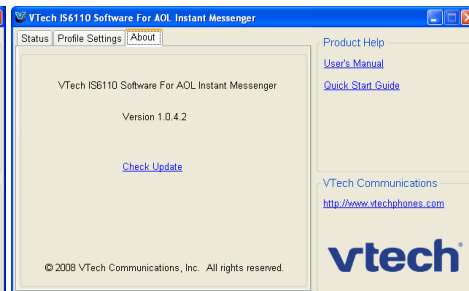 VTech IS6110 Software For AOL Instant Messenger
Status Profile Settings About
VTech IS6110 Software For AOL Instant Messenger
Version 1.0.4.2
Check Update
© 2008 VTech Communications, Inc. All rights reserved.
Product Help
User's Manual
Quick Start Guide
VTech Communications
http://www.vtechphones.com
vtech